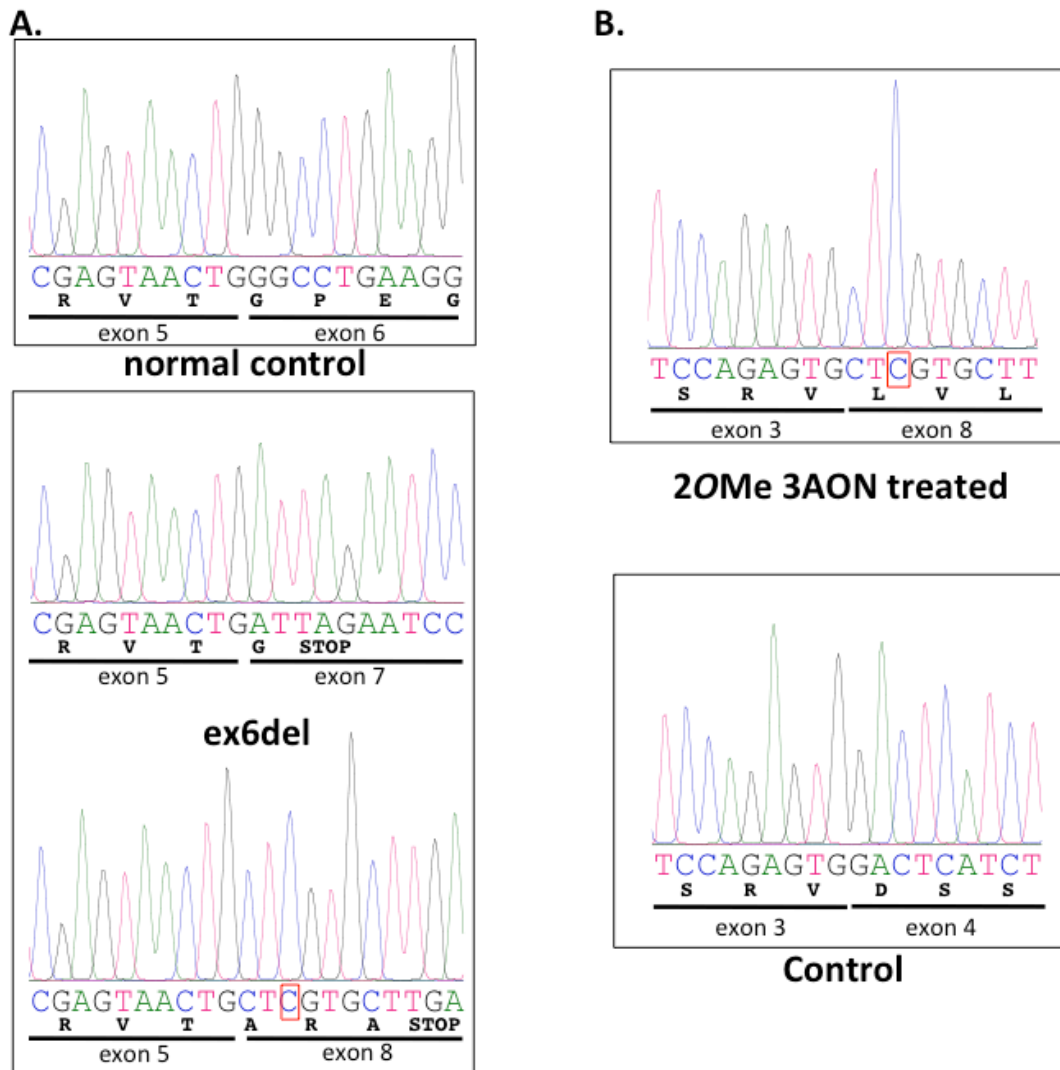 A.
CGAGTAACTGGGCCTGAAGG
R V T G P E G
exon 5 exon 6
normal control
CGAGTAACTGATTAGAATCC
R V T G STOP
exon 5 exon 7
ex6del
CGAGTAACTGCTCGTGCTTGA
R V T A R A STOP
exon 5 exon 8
B.
TCCAGAGTGCTCGTGCTT
S R V L V L
exon 3 exon 8
2OMe 3AON treated
TCCAGAGTGGACTCATCT
S R V D S S
exon 3 exon 4
Control